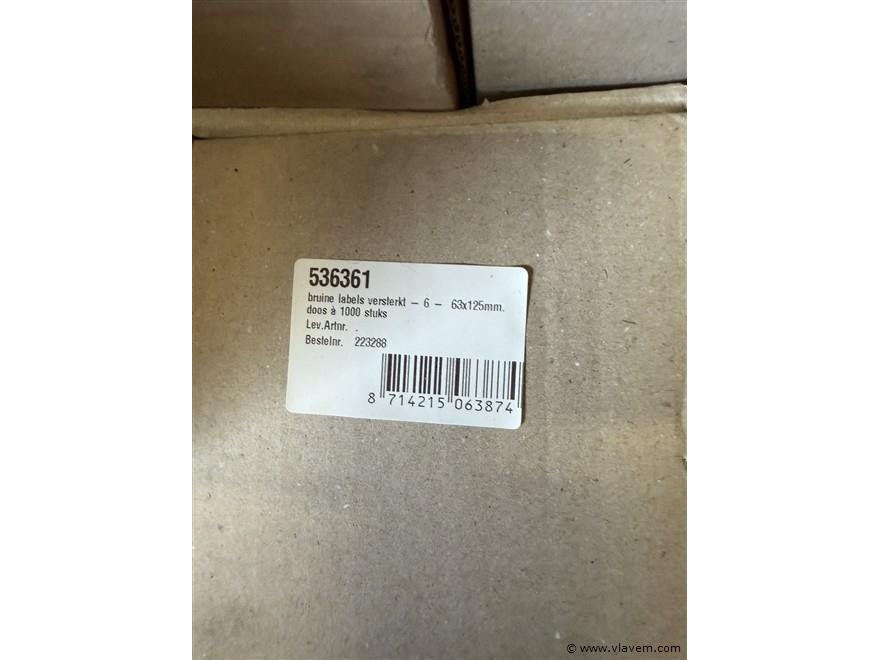 536361
bruine labels versterkt – 6 – 63x125mm.
doos à 1000 stuks
Lev.Artnr. .
Bestelnr. 223288
8 714215 063874
© www.vlavem.com